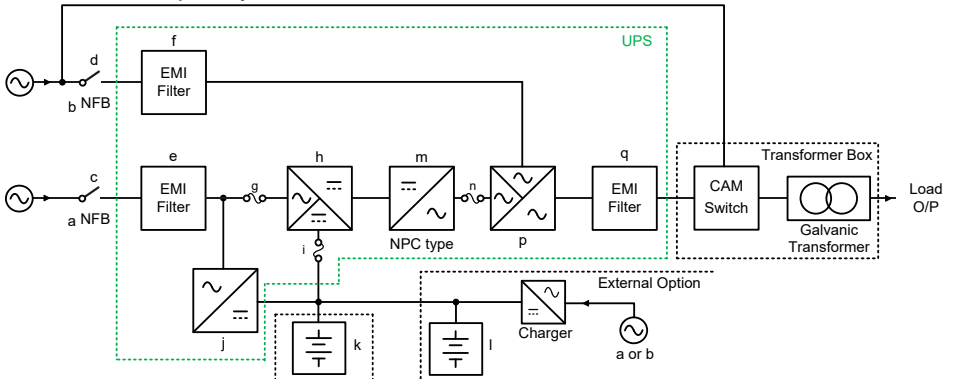 f
UPS
d
EMI
Filter
b NFB
e
h
m
q
Transformer Box
c
EMI
Filter
g
n
EMI
Filter
CAM
Switch
Load
O/P
a NFB
NPC type
p
Galvanic
Transformer
i
External Option
j
k
l
Charger
a or b